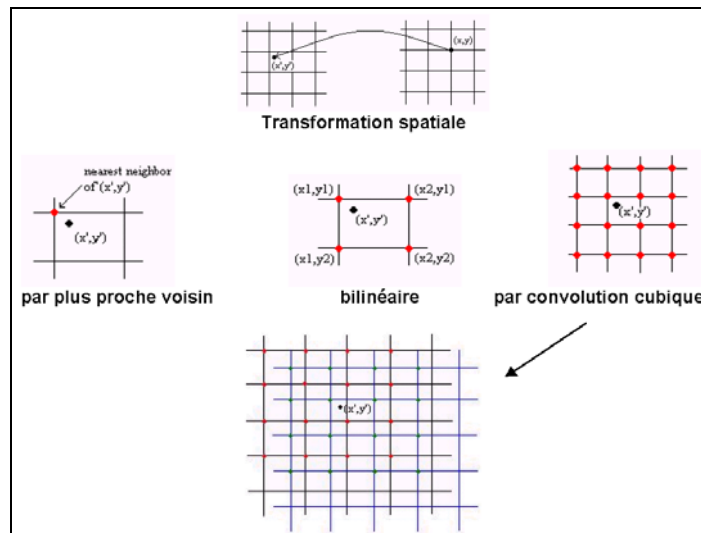 (x,y)
(x',y')
Transformation spatiale
nearest neighbor
of (x',y')
(x',y')
par plus proche voisin
(x1,y1)
(x2,y1)
(x',y')
(x1,y2)
(x2,y2)
bilinéaire
(x',y')
par convolution cubique
(x',y')